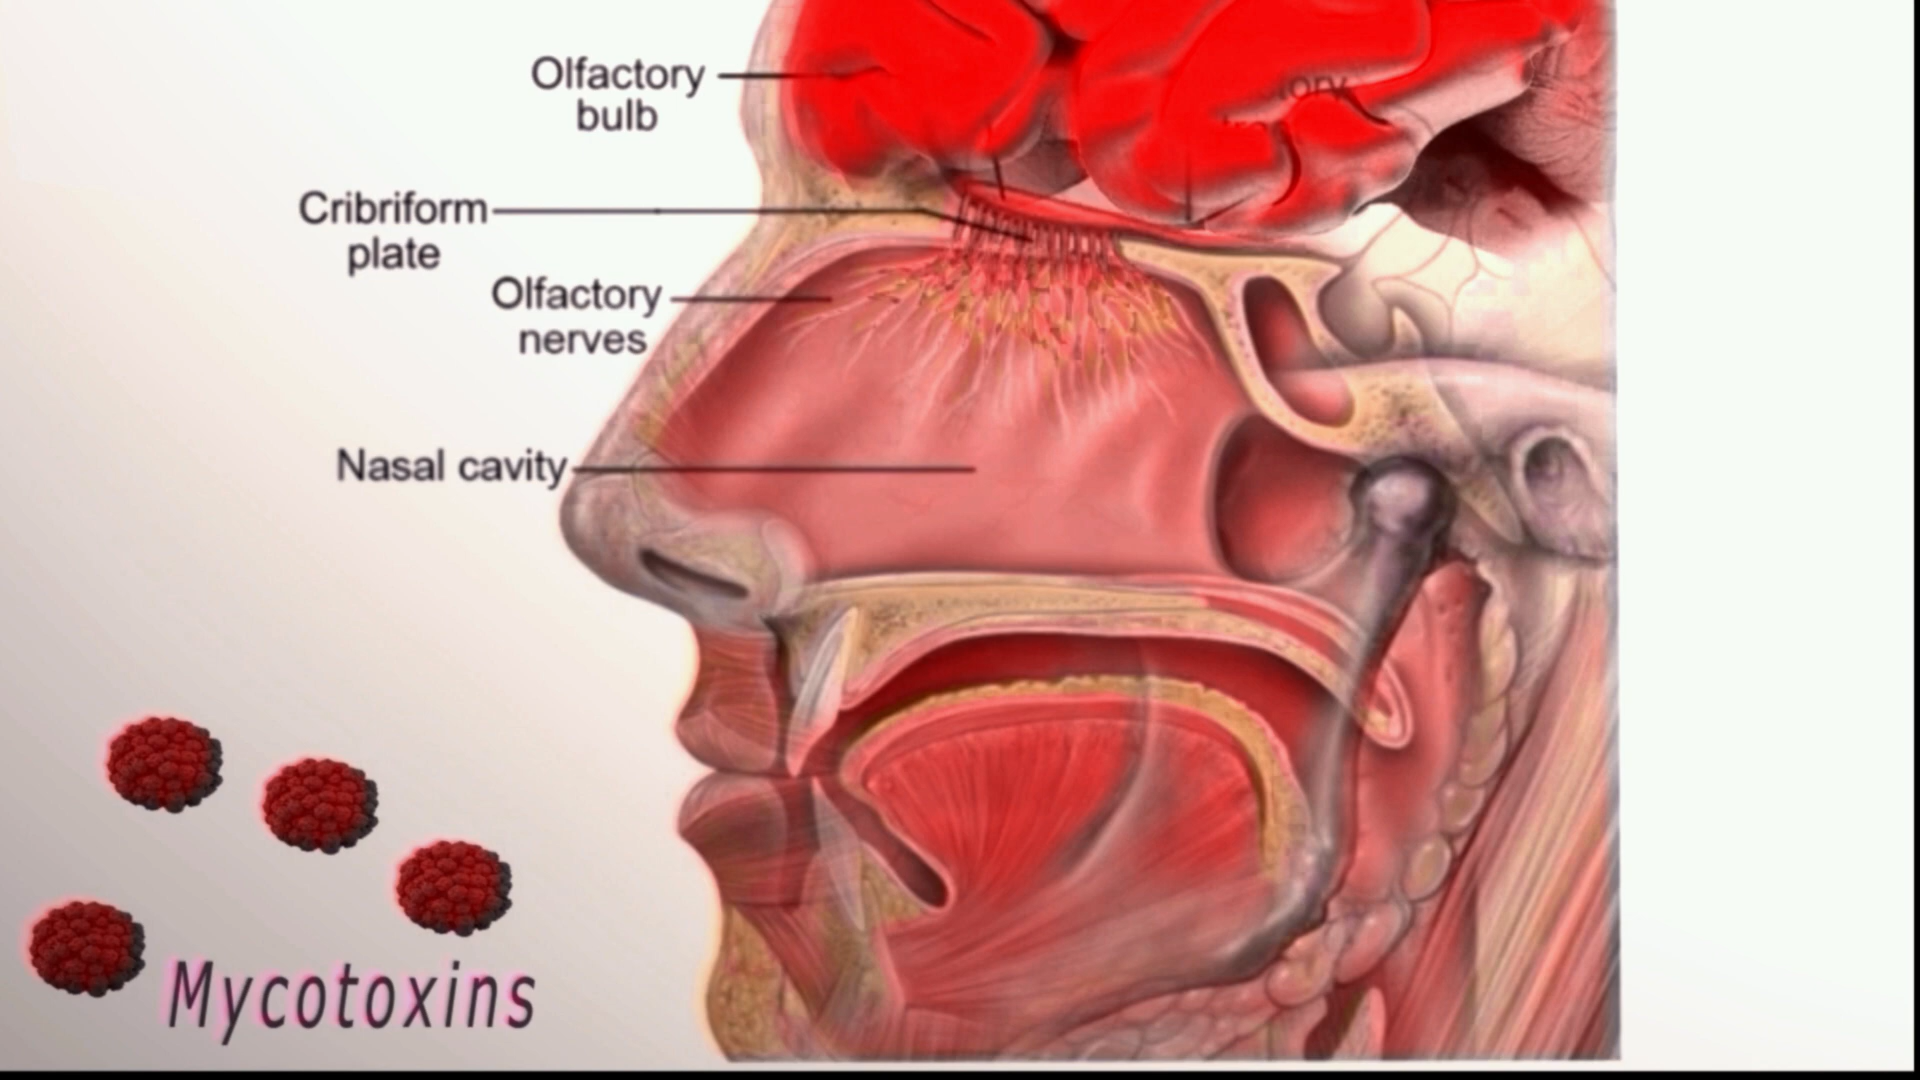 Olfactory
bulb
Cribriform
plate
Olfactory
nerves
Nasal cavity
Mycotoxins